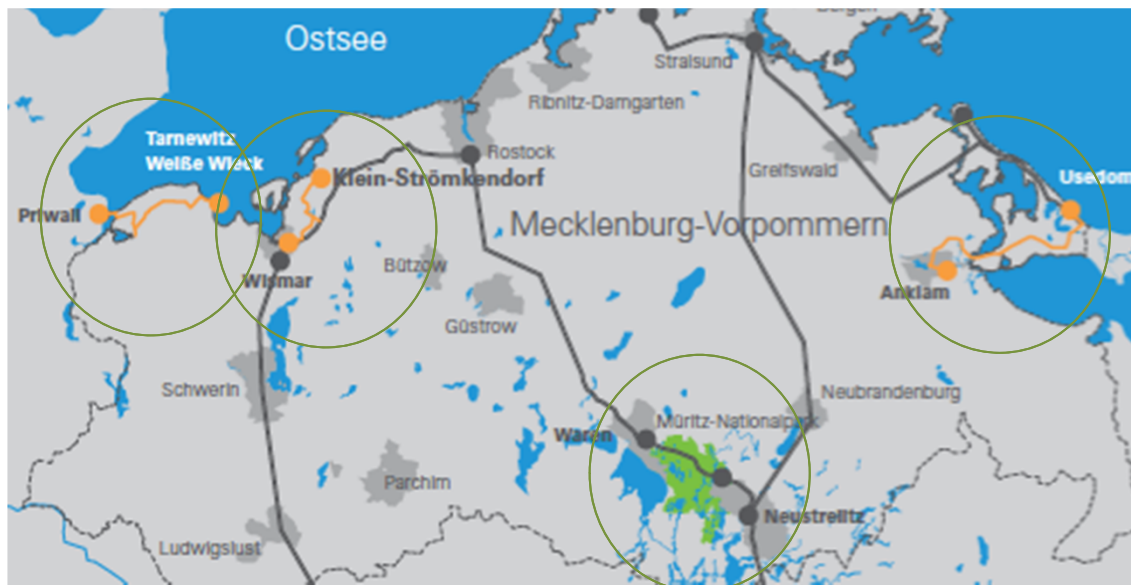 Ostsee
Stralsund
Ribnitz-Damgarten
Tarnewitz
Weiße Wieck
Rostock
Klein-Strömkendorf
Greifswald
Usedom
Priwall
Mecklenburg-Vorpommern
Bützow
Wismar
Anklam
Güstrow
Schwerin
Neubrandenburg
Müritz-Nationalpark
Waren
Parchim
Neustrelitz
Ludwigslust